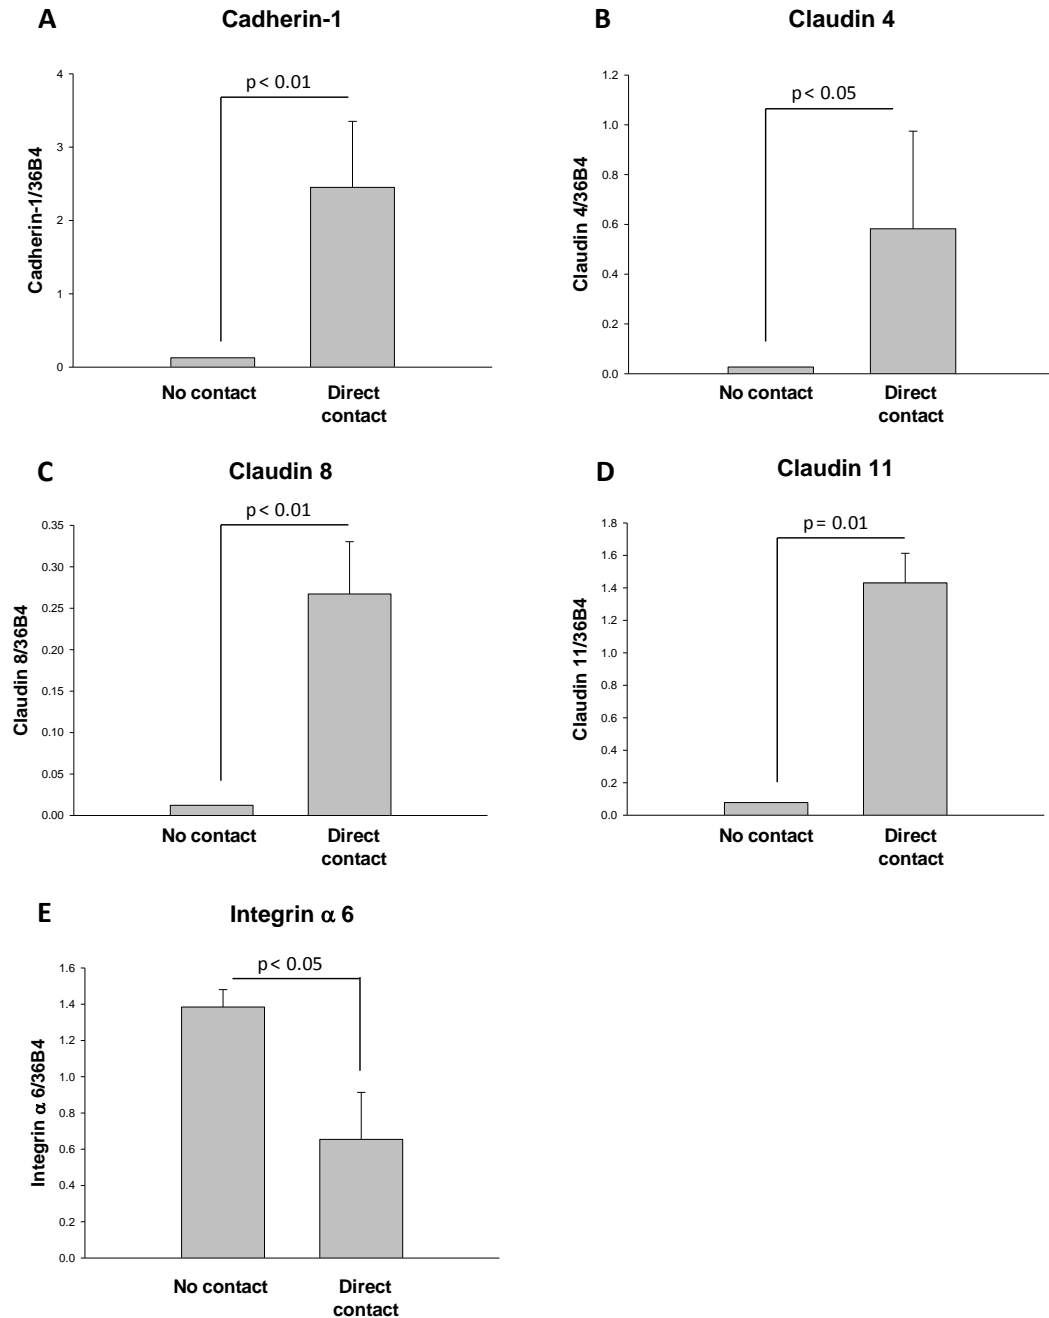 A
Cadherin-1
p < 0.01
4
3
2
1
0
Cadherin-1/36B4
No contact
Direct
contact
B
Claudin 4
p < 0.05
1.2
1.0
0.8
0.6
0.4
0.2
0.0
Claudin 4/36B4
No contact
Direct
contact
C
Claudin 8
p < 0.01
0.35
0.30
0.25
0.20
0.15
0.10
0.05
0.00
Claudin 8/36B4
No contact
Direct
contact
D
Claudin 11
p = 0.01
1.8
1.6
1.4
1.2
1.0
0.8
0.6
0.4
0.2
0.0
Claudin 11/36B4
No contact
Direct
contact
E
Integrin α 6
p < 0.05
1.6
1.4
1.2
1.0
0.8
0.6
0.4
0.2
0.0
Integrin α 6/36B4
No contact
Direct
contact